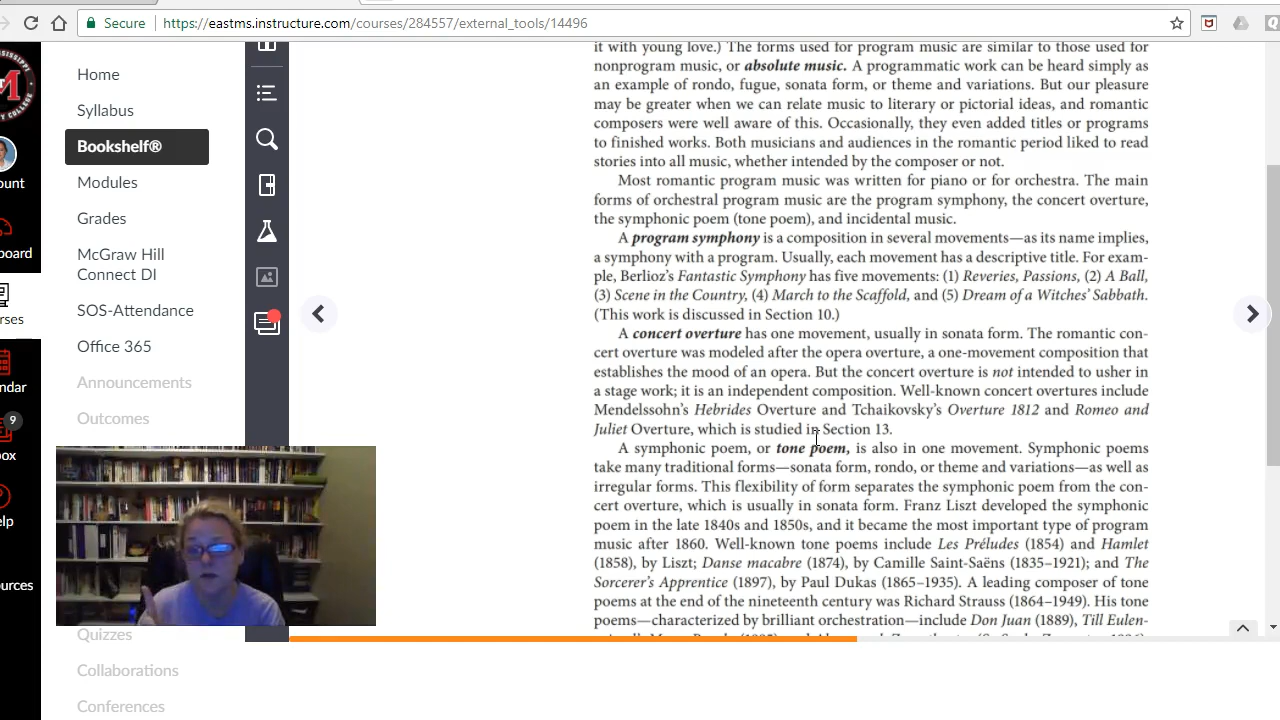 Secure
https://eastms.instructure.com/courses/284557/external_tools/14496
Home
Syllabus
Bookshelf®
Modules
Grades
McGraw Hill
Connect DI
SOS-Attendance
Office 365
Announcements
Outcomes
Quizzes
Collaborations
Conferences
M
ount
board
rses
ndar
9
box
elp
ources
it with young love.) The forms used for program music are similar to those used for
nonprogram music, or absolute music. A programmatic work can be heard simply as
an example of rondo, fugue, sonata form, or theme and variations. But our pleasure
may be greater when we can relate music to literary or pictorial ideas, and romantic
composers were well aware of this. Occasionally, they even added titles or programs
to finished works. Both musicians and audiences in the romantic period liked to read
stories into all music, whether intended by the composer or not.
Most romantic program music was written for piano or for orchestra. The main
forms of orchestral program music are the program symphony, the concert overture,
the symphonic poem (tone poem), and incidental music.
A program symphony is a composition in several movements—as its name implies,
a symphony with a program. Usually, each movement has a descriptive title. For exam-
ple, Berlioz's Fantastic Symphony has five movements: (1) Reveries, Passions, (2) A Ball,
(3) Scene in the Country, (4) March to the Scaffold, and (5) Dream of a Witches' Sabbath.
(This work is discussed in Section 10.)
A concert overture has one movement, usually in sonata form. The romantic con-
cert overture was modeled after the opera overture, a one-movement composition that
establishes the mood of an opera. But the concert overture is not intended to usher in
a stage work; it is an independent composition. Well-known concert overtures include
Mendelssohn's Hebrides Overture and Tchaikovsky's Overture 1812 and Romeo and
Juliet Overture, which is studied in Section 13.
A symphonic poem, or tone poem, is also in one movement. Symphonic poems
take many traditional forms—sonata form, rondo, or theme and variations—as well as
irregular forms. This flexibility of form separates the symphonic poem from the con-
cert overture, which is usually in sonata form. Franz Liszt developed the symphonic
poem in the late 1840s and 1850s, and it became the most important type of program
music after 1860. Well-known tone poems include Les Préludes (1854) and Hamlet
(1858), by Liszt; Danse macabre (1874), by Camille Saint-Saëns (1835–1921); and The
Sorcerer's Apprentice (1897), by Paul Dukas (1865–1935). A leading composer of tone
poems at the end of the nineteenth century was Richard Strauss (1864–1949). His tone
poems—characterized by brilliant orchestration—include Don Juan (1889), Till Eulen-